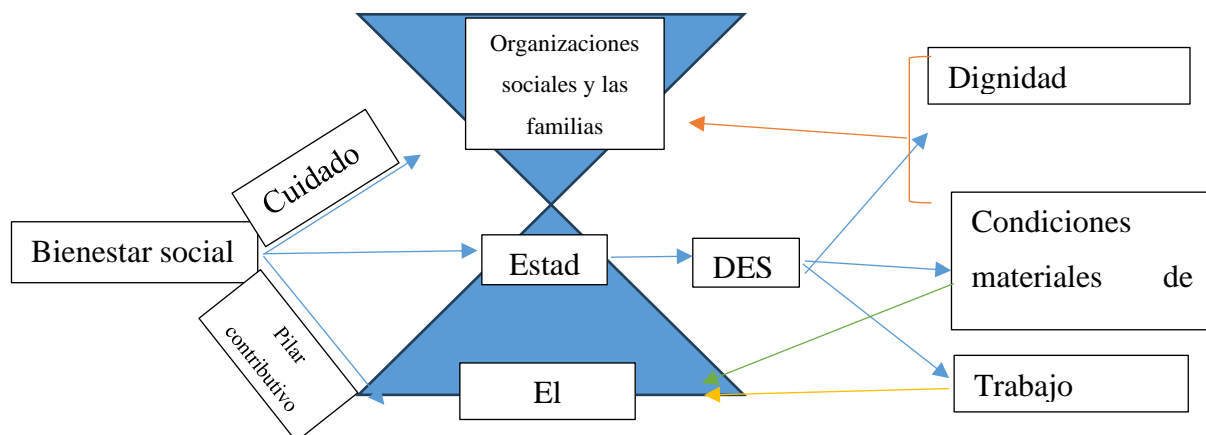 Organizaciones
sociales y las
familias
Dignidad
Cuidado
Bienestar social
Estad
DES
Condiciones
materiales de
Pilar
contributivo
El
Trabajo